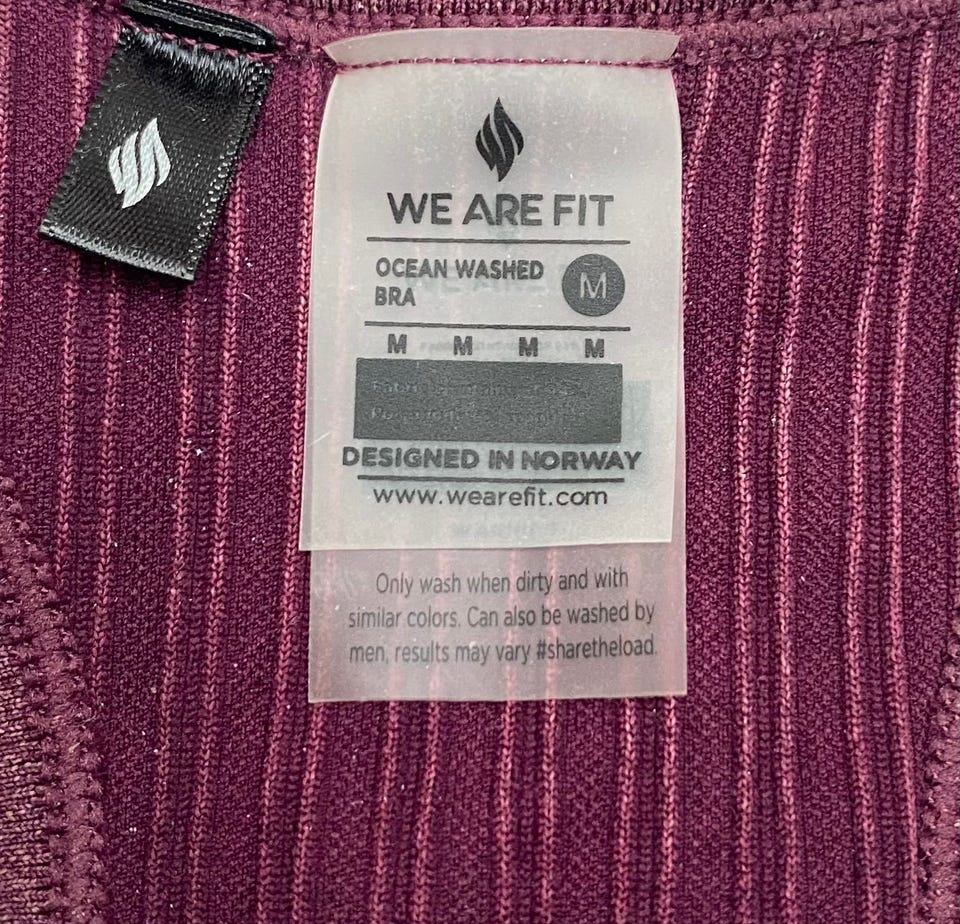 WE ARE FIT
OCEAN WASHED
BRA
M
M M M M
DESIGNED IN NORWAY
www.wearefit.com
Only wash when dirty and with
similar colors. Can also be washed by
men, results may vary #sharetheload.